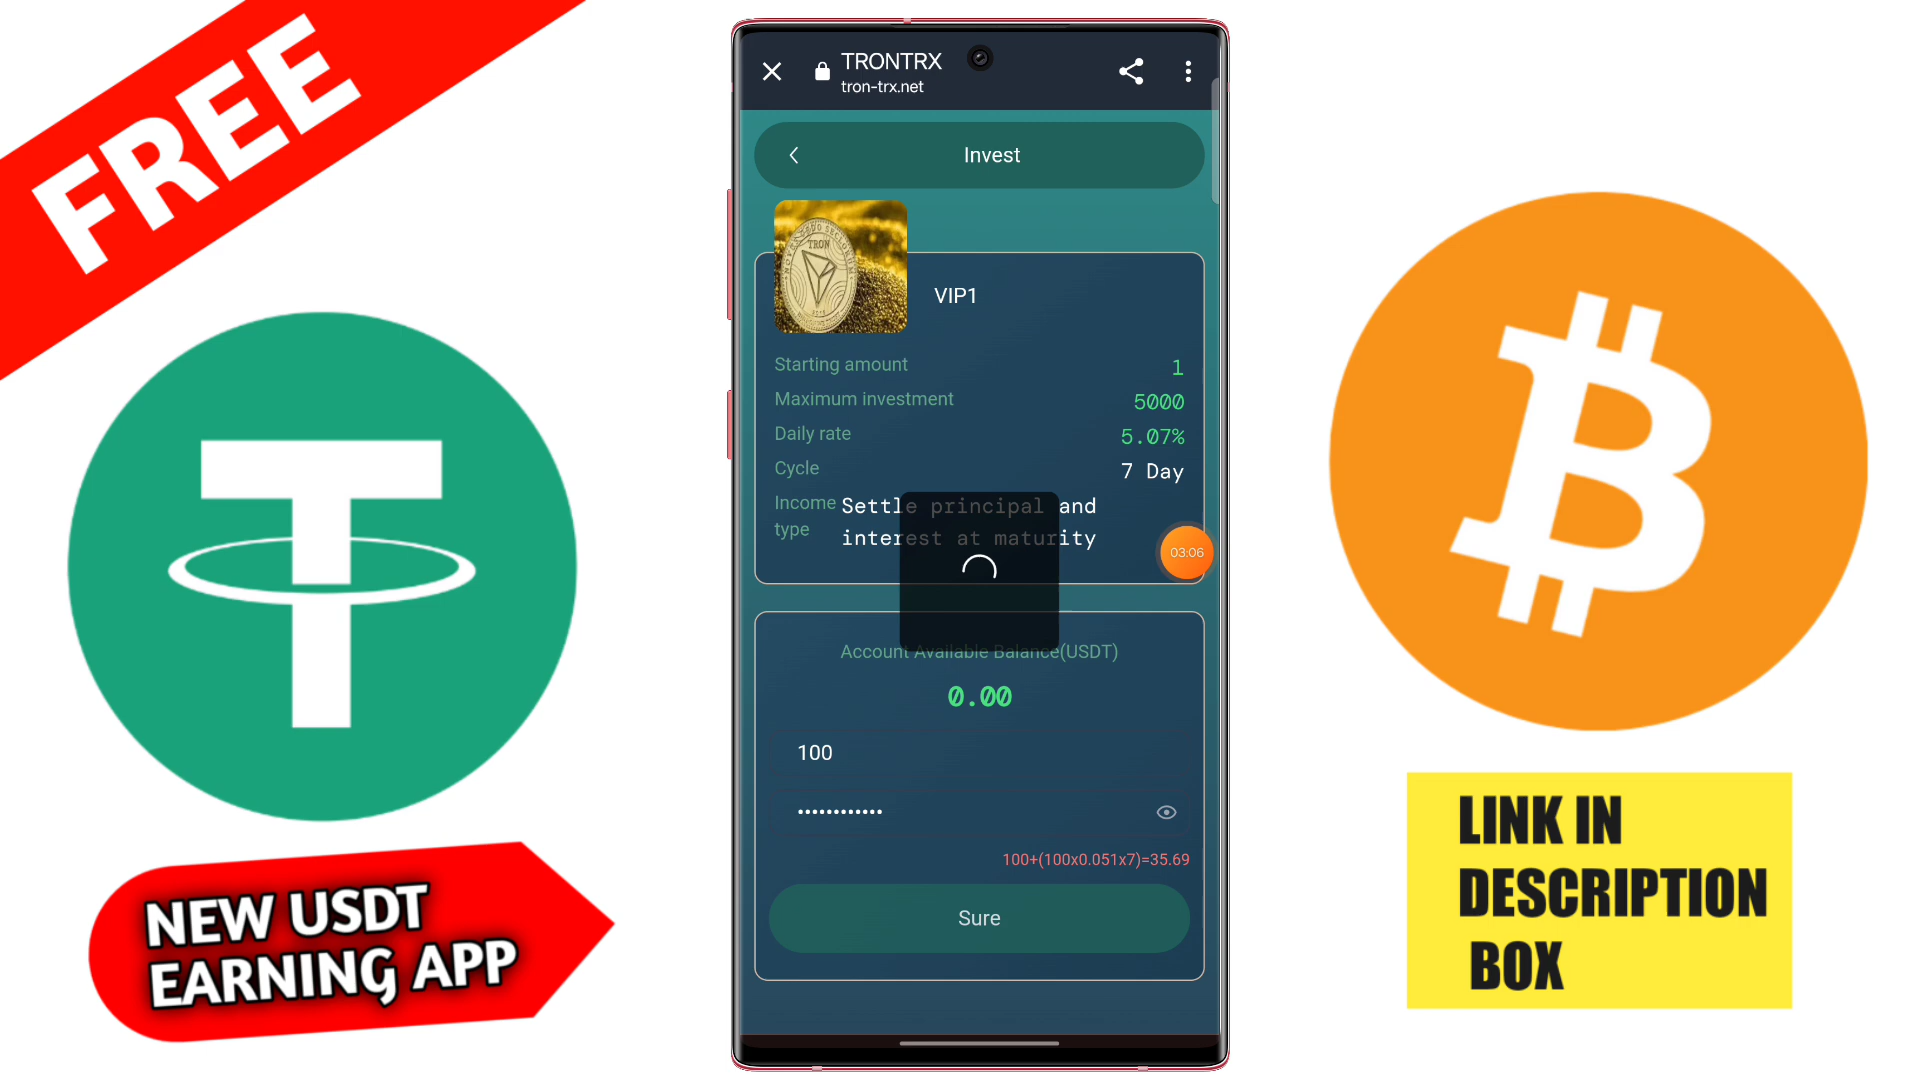 FREE
TRONTRX
tron-trx.net
Invest
TRON
VIP1
Starting amount 1
Maximum investment 5000
Daily rate 5.07%
Cycle 7 Day
Income type Settle principal and
interest at maturity
03:06
Account Available Balance(USDT)
0.00
100
100+(100x0.051x7)=35.69
Sure
NEW USDT
EARNING APP
LINK IN
DESCRIPTION
BOX